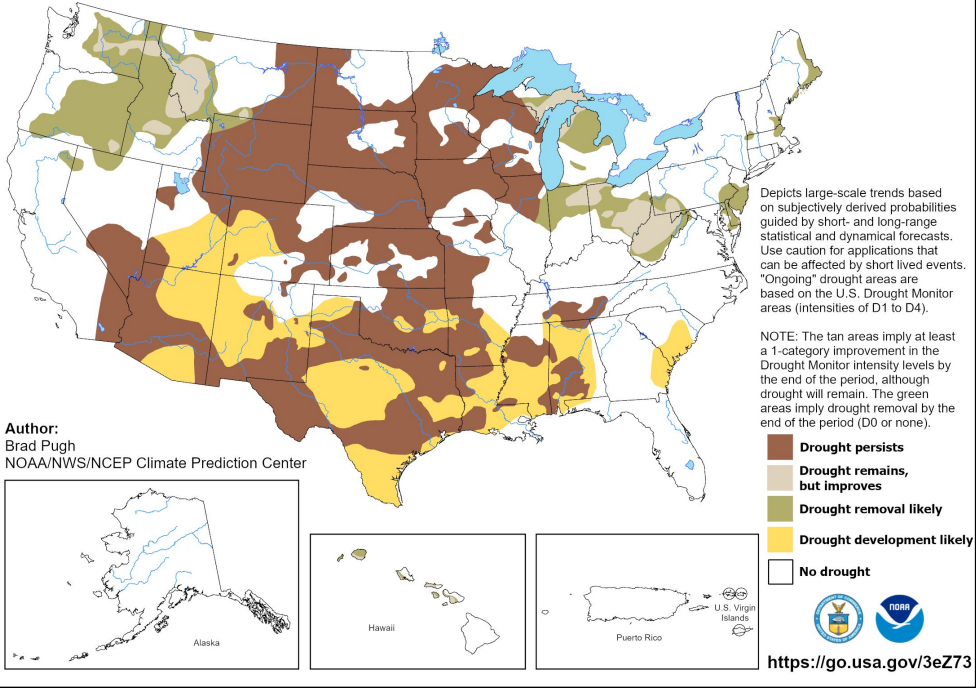 Depicts large-scale trends based
on subjectively derived probabilities
guided by short- and long-range
statistical and dynamical forecasts.
Use caution for applications that
can be affected by short lived events.
"Ongoing" drought areas are
based on the U.S. Drought Monitor
areas (intensities of D1 to D4).
NOTE: The tan areas imply at least
a 1-category improvement in the
Drought Monitor intensity levels by
the end of the period, although
drought will remain. The green
areas imply drought removal by the
end of the period (D0 or none).
Author:
Brad Pugh
NOAA/NWS/NCEP Climate Prediction Center
Drought persists
Drought remains,
but improves
Drought removal likely
Drought development likely
No drought
Alaska
Hawaii
Puerto Rico
U.S. Virgin
Islands
NOAA
https://go.usa.gov/3eZ73